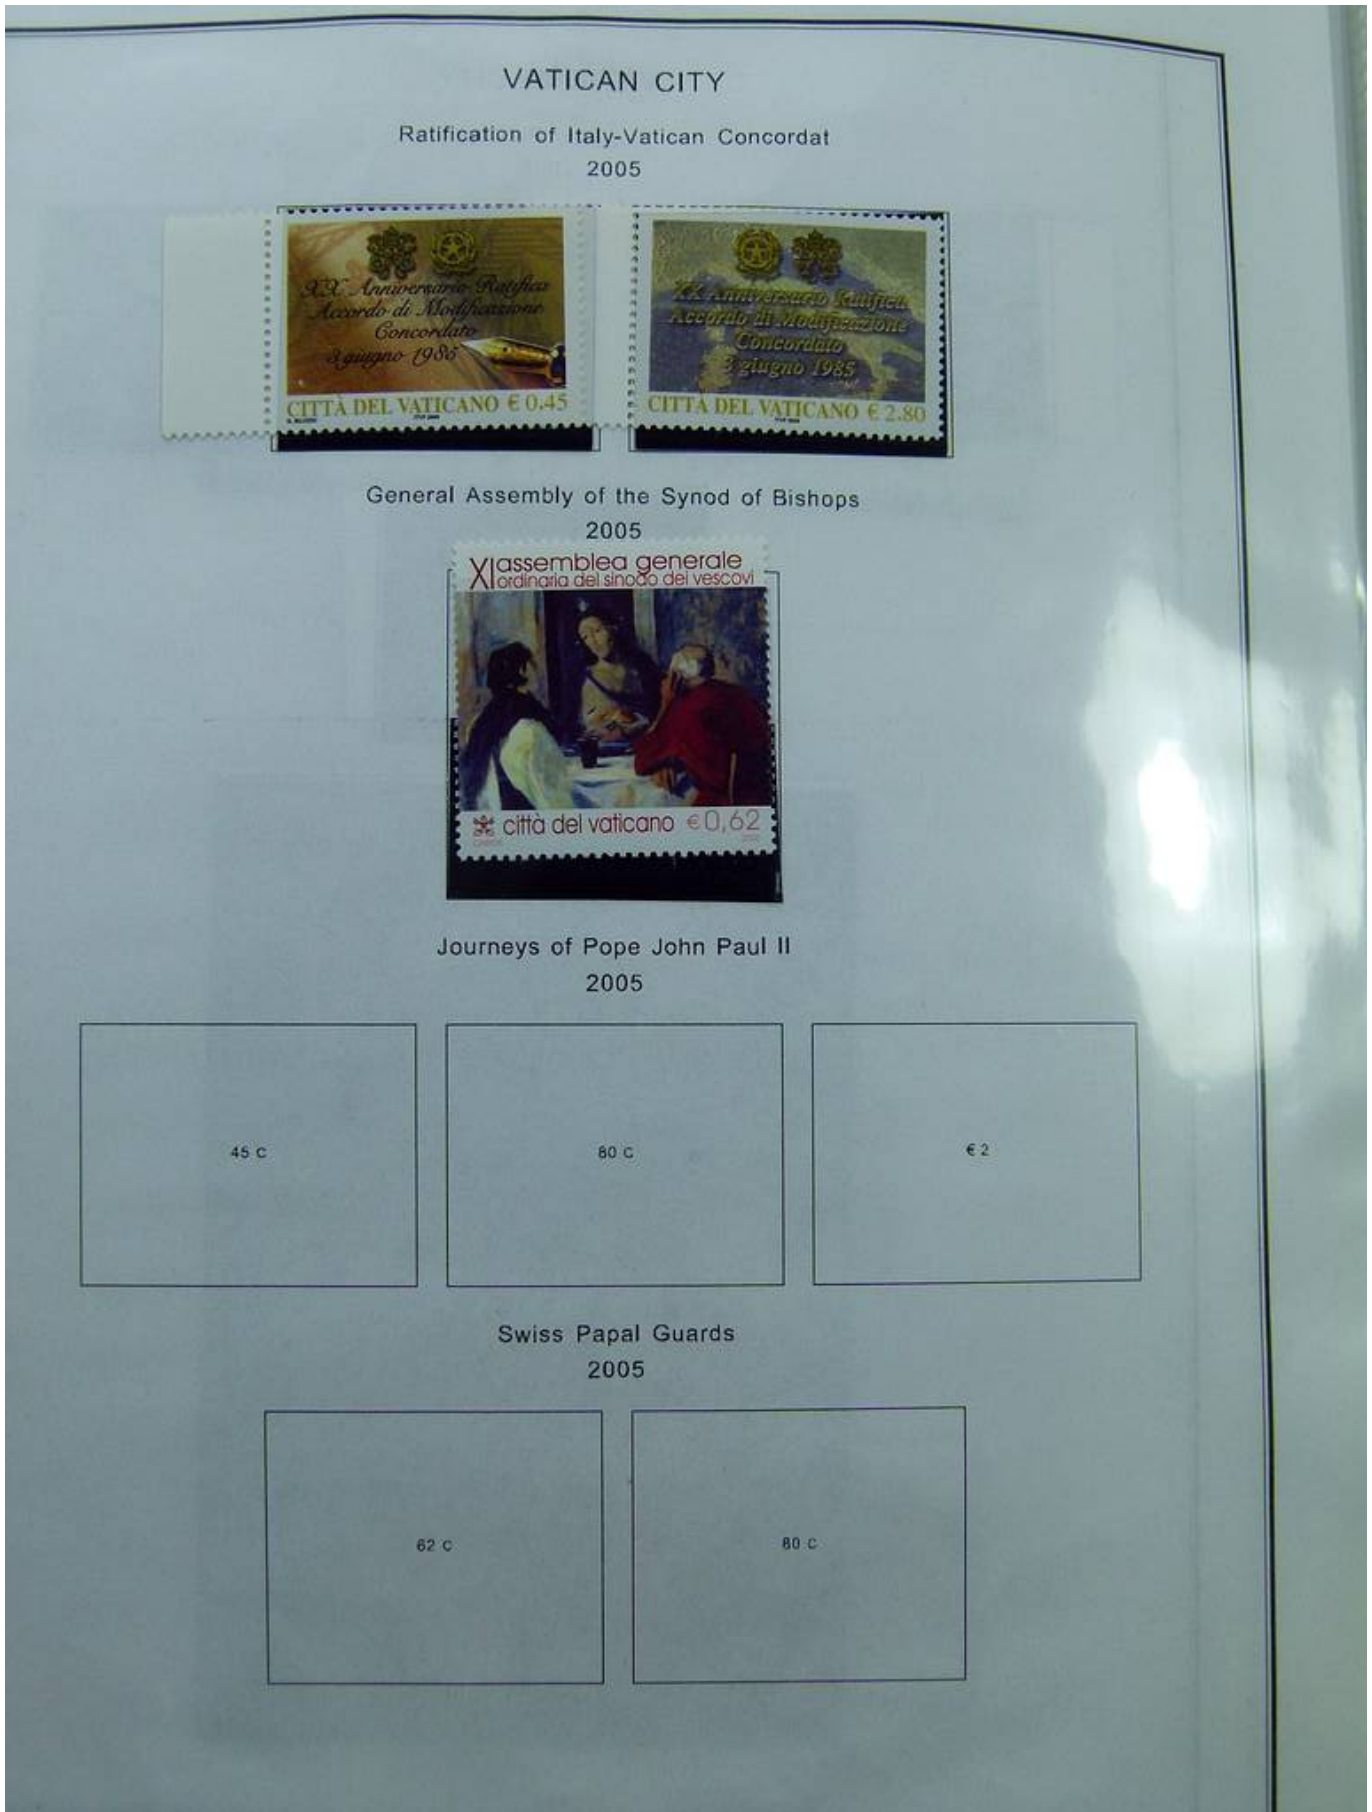 VATICAN CITY
Ratification of Italy-Vatican Concordat
2005
XX Anniversario Ratifica
Accordo di Modificazione
Concordato
3 giugno 1985
CITTÀ DEL VATICANO € 0.45
XX Anniversario Ratifica
Accordo di Modificazione
Concordato
3 giugno 1985
CITTÀ DEL VATICANO € 2.80
General Assembly of the Synod of Bishops
2005
XI assemblea generale
ordinaria del sinodo dei vescovi
città del vaticano €0,62
Journeys of Pope John Paul II
2005
45 C
80 C
€ 2
Swiss Papal Guards
2005
62 C
80 C